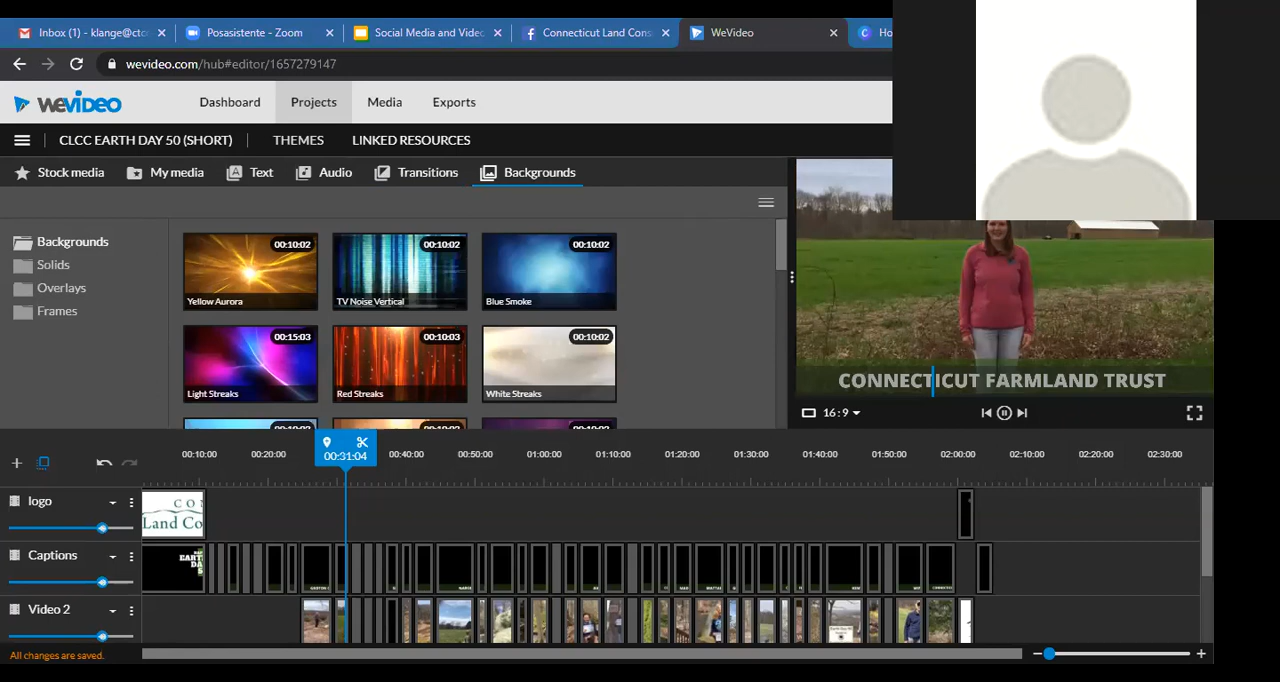 Inbox (1) - klange@ctc
Posasistente - Zoom
Social Media and Videc
Connecticut Land Cons
WeVideo
Ho
wevideo.com/hub#editor/1657279147
WEVIDEO
Dashboard
Projects
Media
Exports
CLCC EARTH DAY 50 (SHORT)
THEMES
LINKED RESOURCES
Stock media
My media
Text
Audio
Transitions
Backgrounds
Backgrounds
Solids
Overlays
Frames
00:10:02
Yellow Aurora
00:10:02
TV Noise Vertical
00:10:02
Blue Smoke
00:15:03
Light Streaks
00:10:03
Red Streaks
00:10:02
White Streaks
CONNECTICUT FARMLAND TRUST
16:9
00:10:00
00:20:00
00:31:04
00:40:00
00:50:00
01:00:00
01:10:00
01:20:00
01:30:00
01:40:00
01:50:00
02:00:00
02:10:00
02:20:00
02:30:00
logo
Land Co
Captions
EARTH
Video 2
All changes are saved.